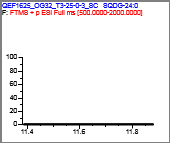 QEF1625_OG32_T3-25-0-3_SC SQDG-24:0
F: FTMS + p ESI Full ms [500.0000-2000.0000]
100
80
60
40
20
0
11.4 11.6 11.8